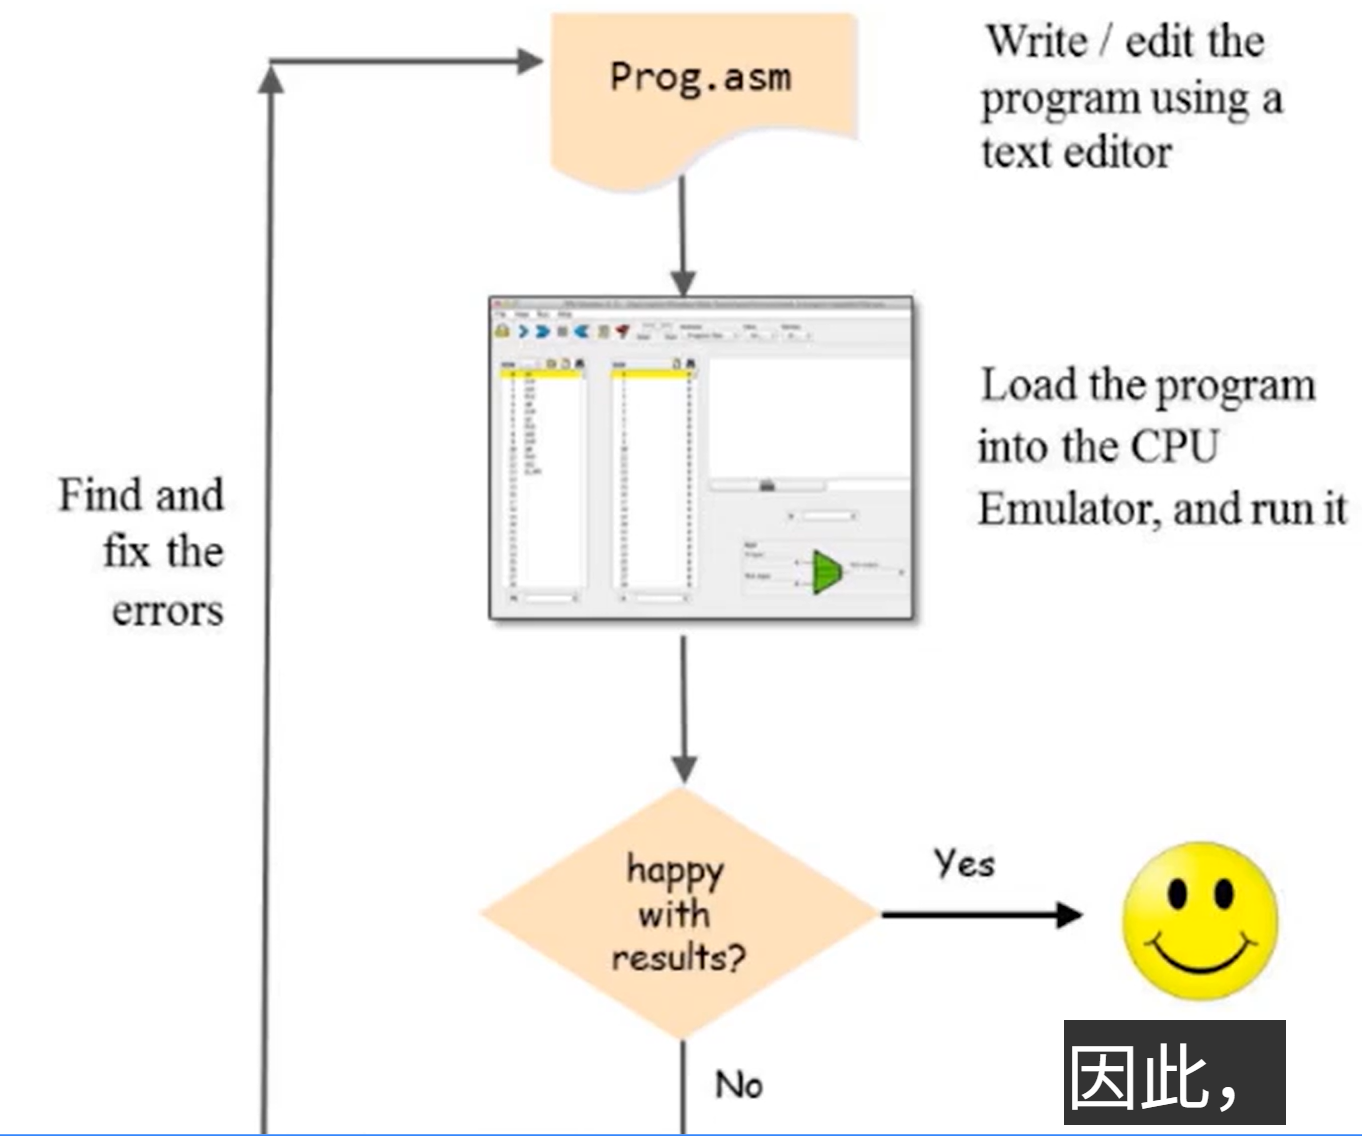 Prog.asm
Write / edit the
program using a
text editor
Load the program
into the CPU
Emulator, and run it
Find and
fix the
errors
happy
with
results?
Yes
No
因此，